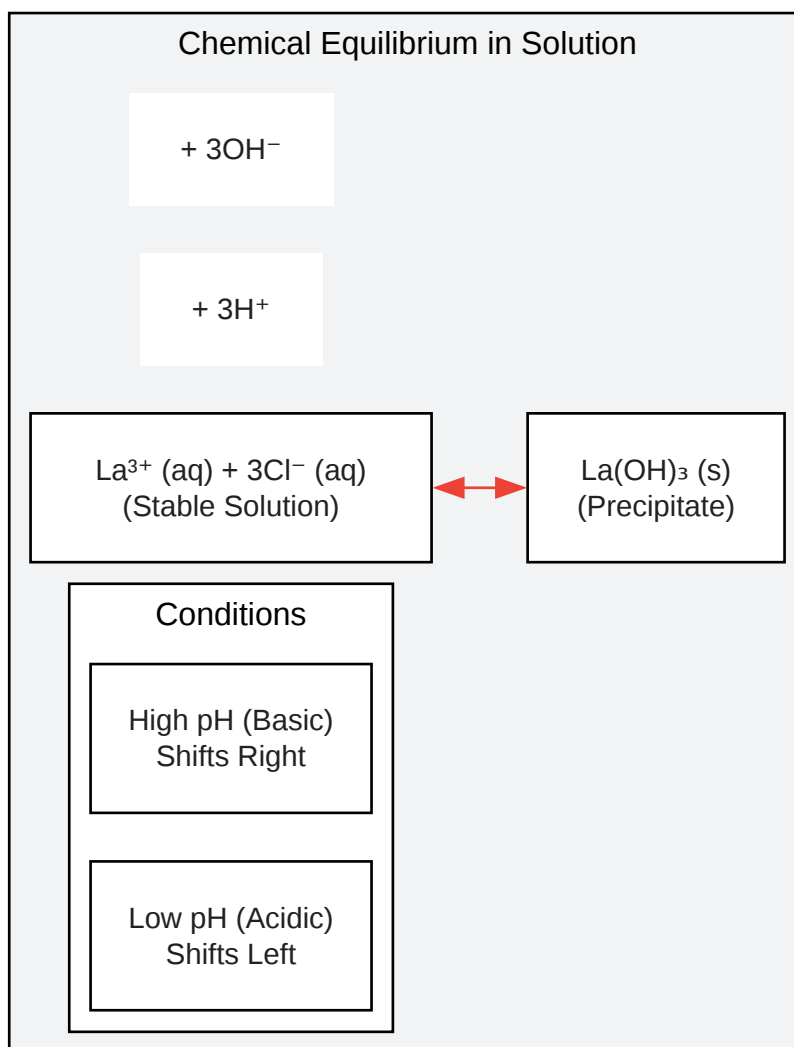 Chemical Equilibrium in Solution
+ 3OH⁻
+ 3H⁺
La³⁺ (aq) + 3Cl⁻ (aq)
(Stable Solution)
La(OH)₃ (s)
(Precipitate)
Conditions
High pH (Basic)
Shifts Right
Low pH (Acidic)
Shifts Left